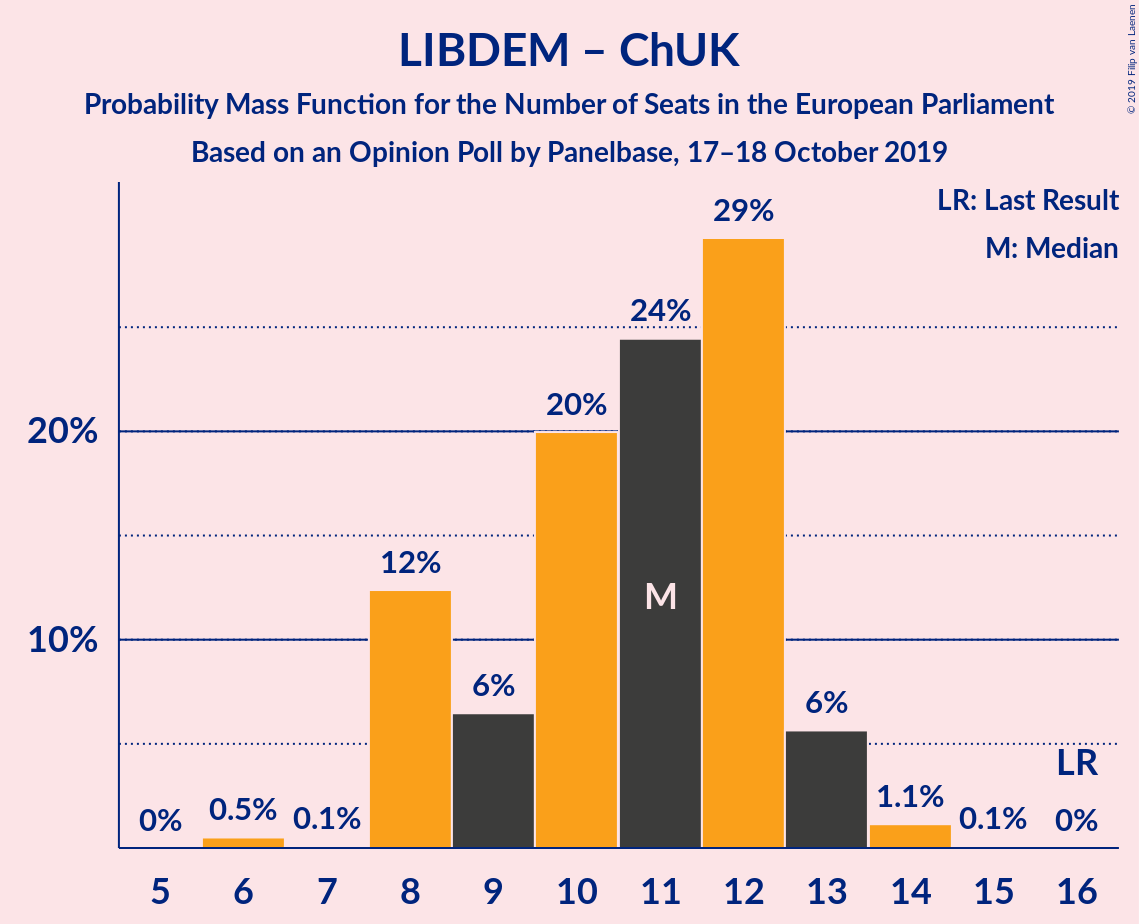 LIBDEM – ChUK
Probability Mass Function for the Number of Seats in the European Parliament
Based on an Opinion Poll by Panelbase, 17–18 October 2019
© 2019 Filip van Laenen
LR: Last Result
M: Median
20%
10%
0%
0.5%
0.1%
12%
6%
20%
24%
29%
6%
1.1%
0.1%
0%
M
LR
5 6 7 8 9 10 11 12 13 14 15 16